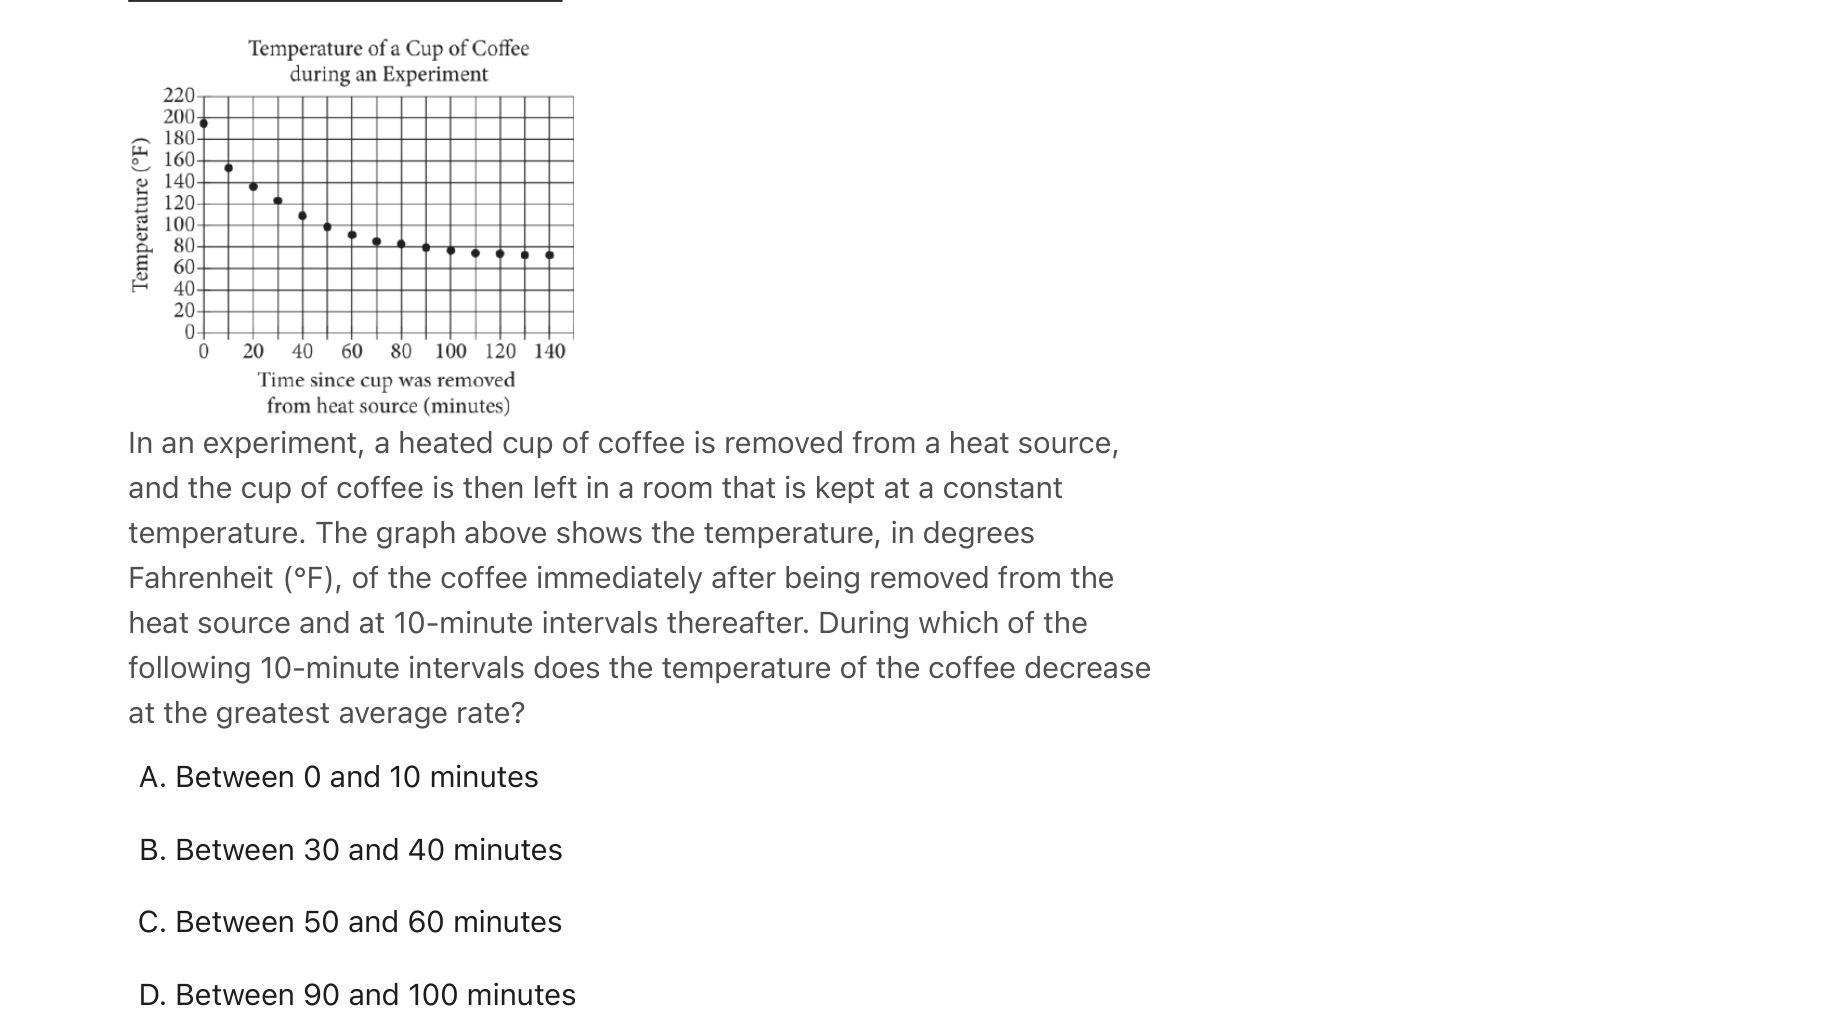 Temperature of a Cup of Coffee
during an Experiment
220
200
180
160
140
120
100
80
60
40
20
0
Temperature (°F)
0 20 40 60 80 100 120 140
Time since cup was removed
from heat source (minutes)
In an experiment, a heated cup of coffee is removed from a heat source,
and the cup of coffee is then left in a room that is kept at a constant
temperature. The graph above shows the temperature, in degrees
Fahrenheit (°F), of the coffee immediately after being removed from the
heat source and at 10-minute intervals thereafter. During which of the
following 10-minute intervals does the temperature of the coffee decrease
at the greatest average rate?
A. Between 0 and 10 minutes
B. Between 30 and 40 minutes
C. Between 50 and 60 minutes
D. Between 90 and 100 minutes